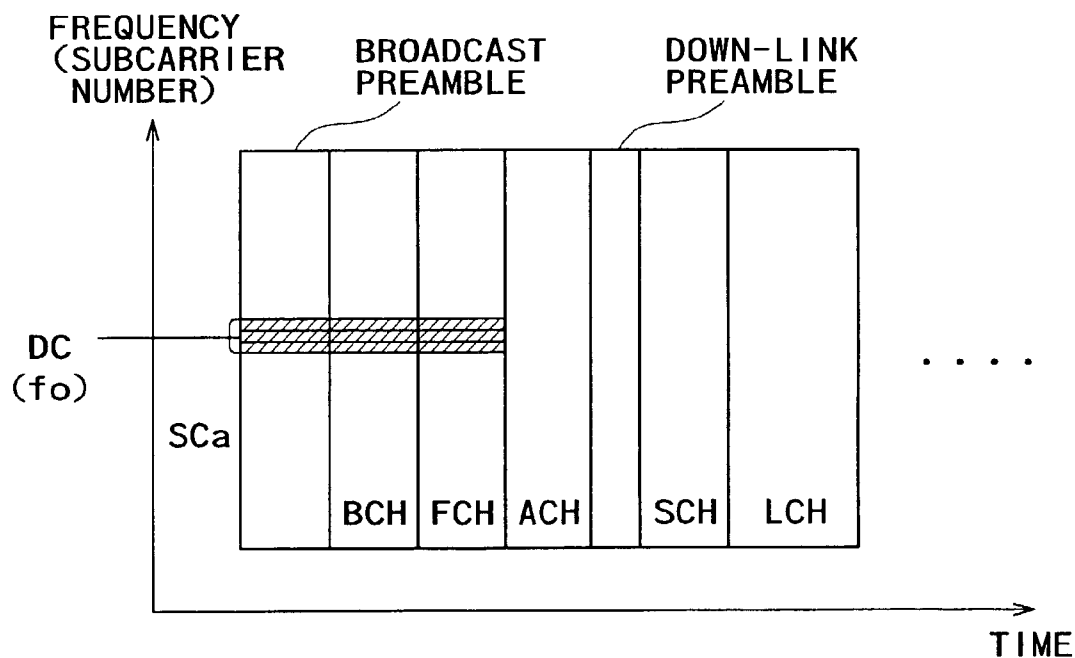 FREQUENCY
(SUBCARRIER
NUMBER)
BROADCAST
PREAMBLE
DOWN-LINK
PREAMBLE
DC
(fo)
SCa
BCH
FCH
ACH
SCH
LCH
....
TIME